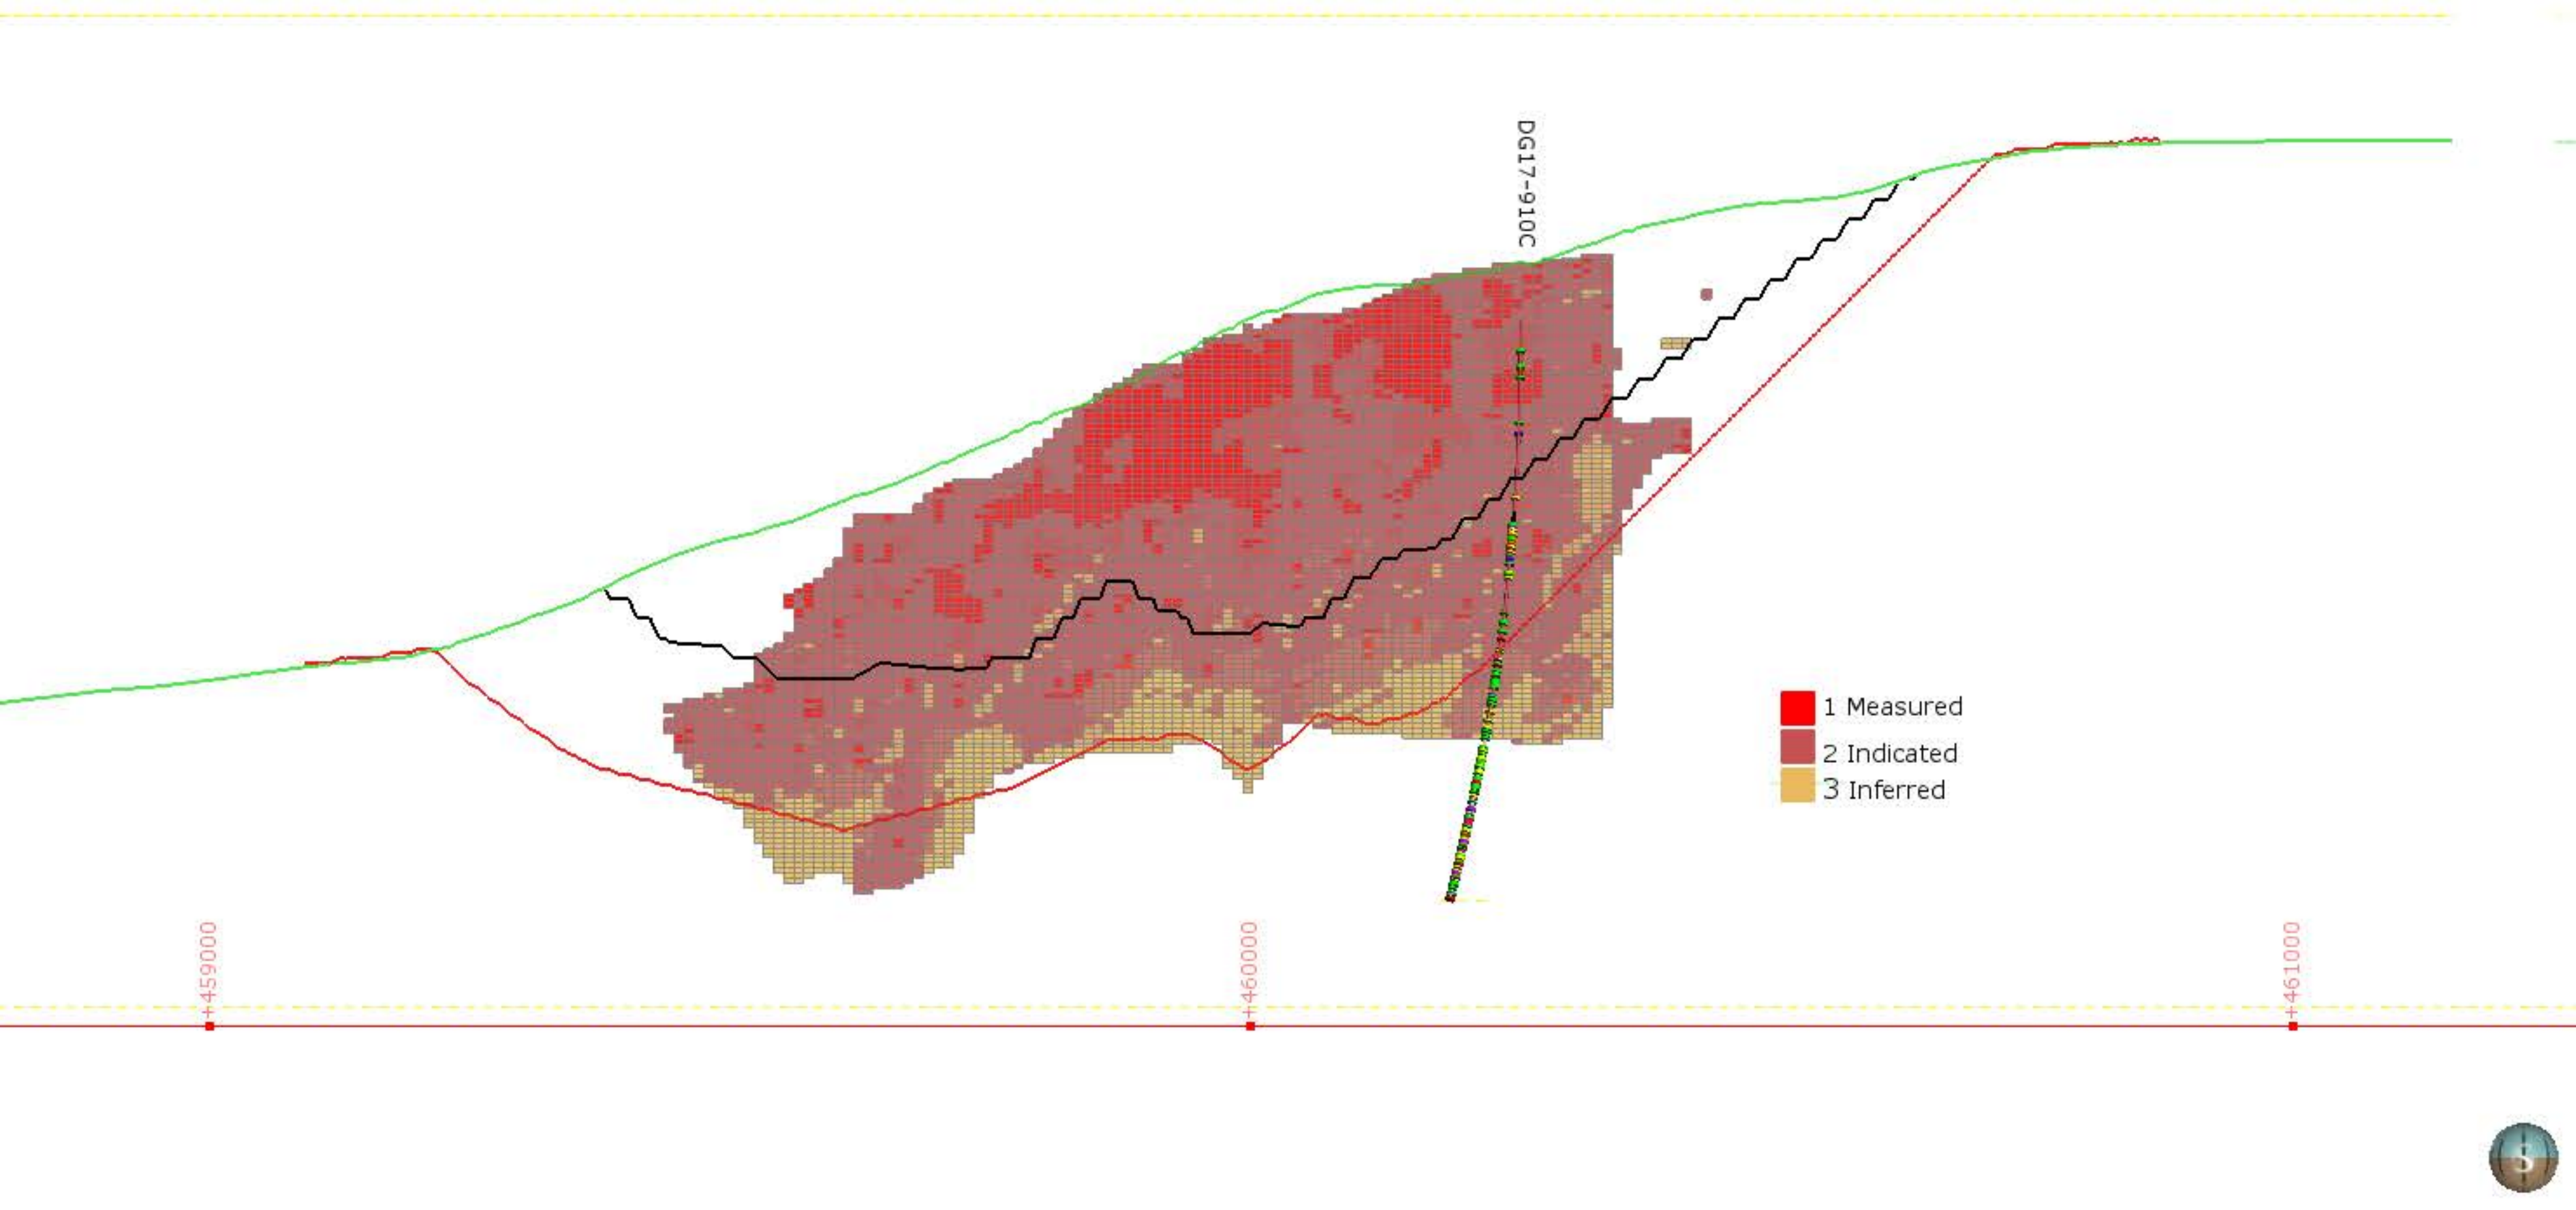 DG17-910C
1 Measured
2 Indicated
3 Inferred
+459000
+460000
+461000
S